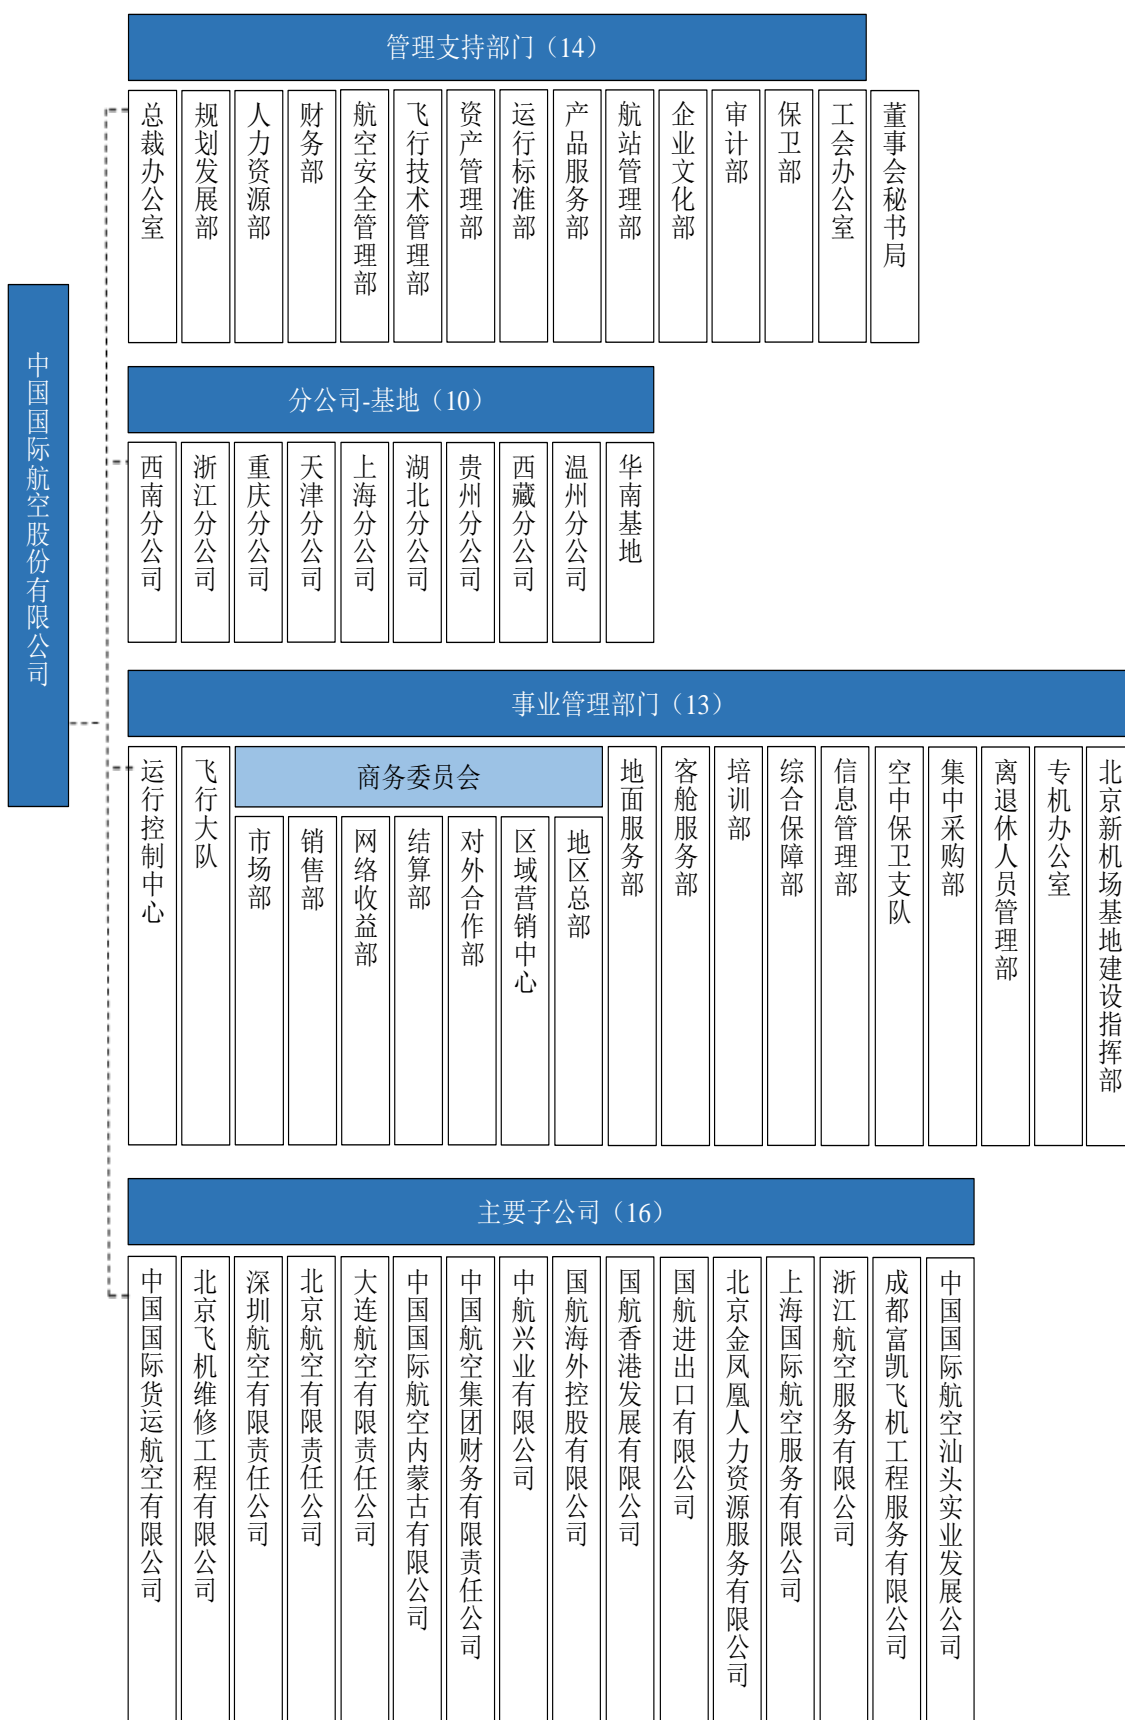 中国国际航空股份有限公司
管理支持部门（14）
总裁办公室
规划发展部
人力资源部
财务部
航空安全管理部
飞行技术管理部
资产管理部
运行标准部
产品服务部
航站管理部
企业文化部
审计部
保卫部
工会办公室
董事会秘书局
分公司-基地（10）
西南分公司
浙江分公司
重庆分公司
天津分公司
上海分公司
湖北分公司
贵州分公司
西藏分公司
温州分公司
华南基地
事业管理部门（13）
运行控制中心
飞行大队
商务委员会
市场部
销售部
网络收益部
结算部
对外合作部
区域营销中心
地区总部
地面服务部
客舱服务部
培训部
综合保障部
信息管理部
空中保卫支队
集中采购部
离退休人员管理部
专机办公室
北京新机场基地建设指挥部
主要子公司（16）
中国国际货运航空有限公司
北京飞机维修工程有限公司
深圳航空有限责任公司
北京航空有限责任公司
大连航空有限责任公司
中国国际航空内蒙古有限公司
中国航空集团财务有限责任公司
中航兴业有限公司
国航海外控股有限公司
国航香港发展有限公司
国航进出口有限公司
北京金凤凰人力资源服务有限公司
上海国际航空服务有限公司
浙江航空服务有限公司
成都富凯飞机工程服务有限公司
中国国际航空汕头实业发展公司